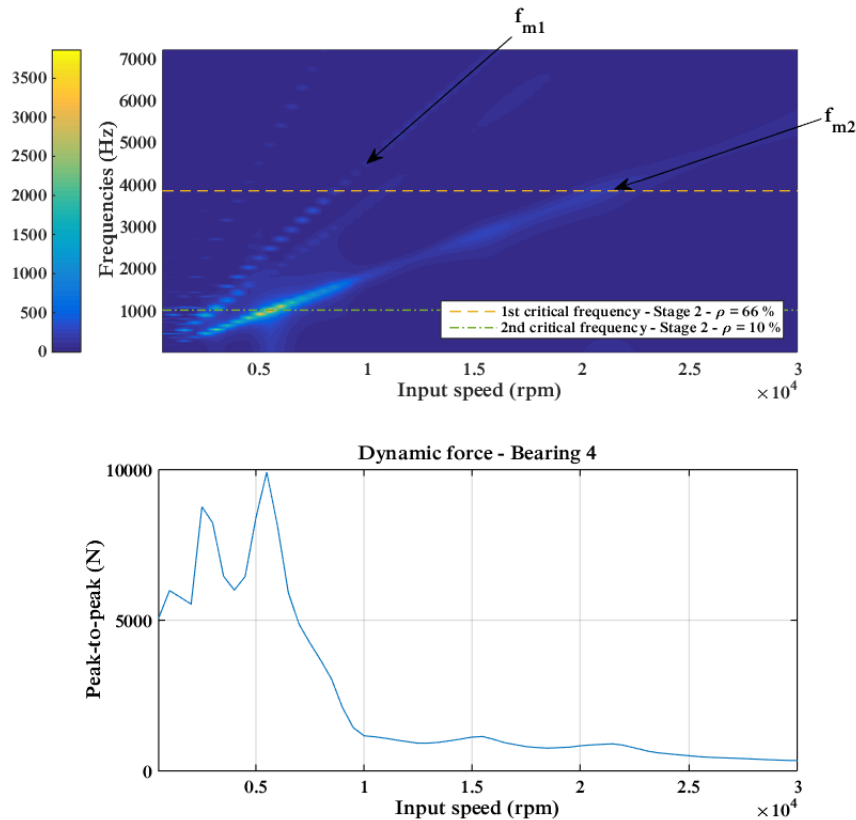 f_m1
f_m2
3500
3000
2500
2000
1500
1000
500
0
Frequencies (Hz)
7000
6000
5000
4000
3000
2000
1000
1st critical frequency - Stage 2 - ρ = 66 %
2nd critical frequency - Stage 2 - ρ = 10 %
0.5 1 1.5 2 2.5 3
Input speed (rpm)
×10^4
Dynamic force - Bearing 4
Peak-to-peak (N)
10000
5000
0
0.5 1 1.5 2 2.5 3
Input speed (rpm)
×10^4